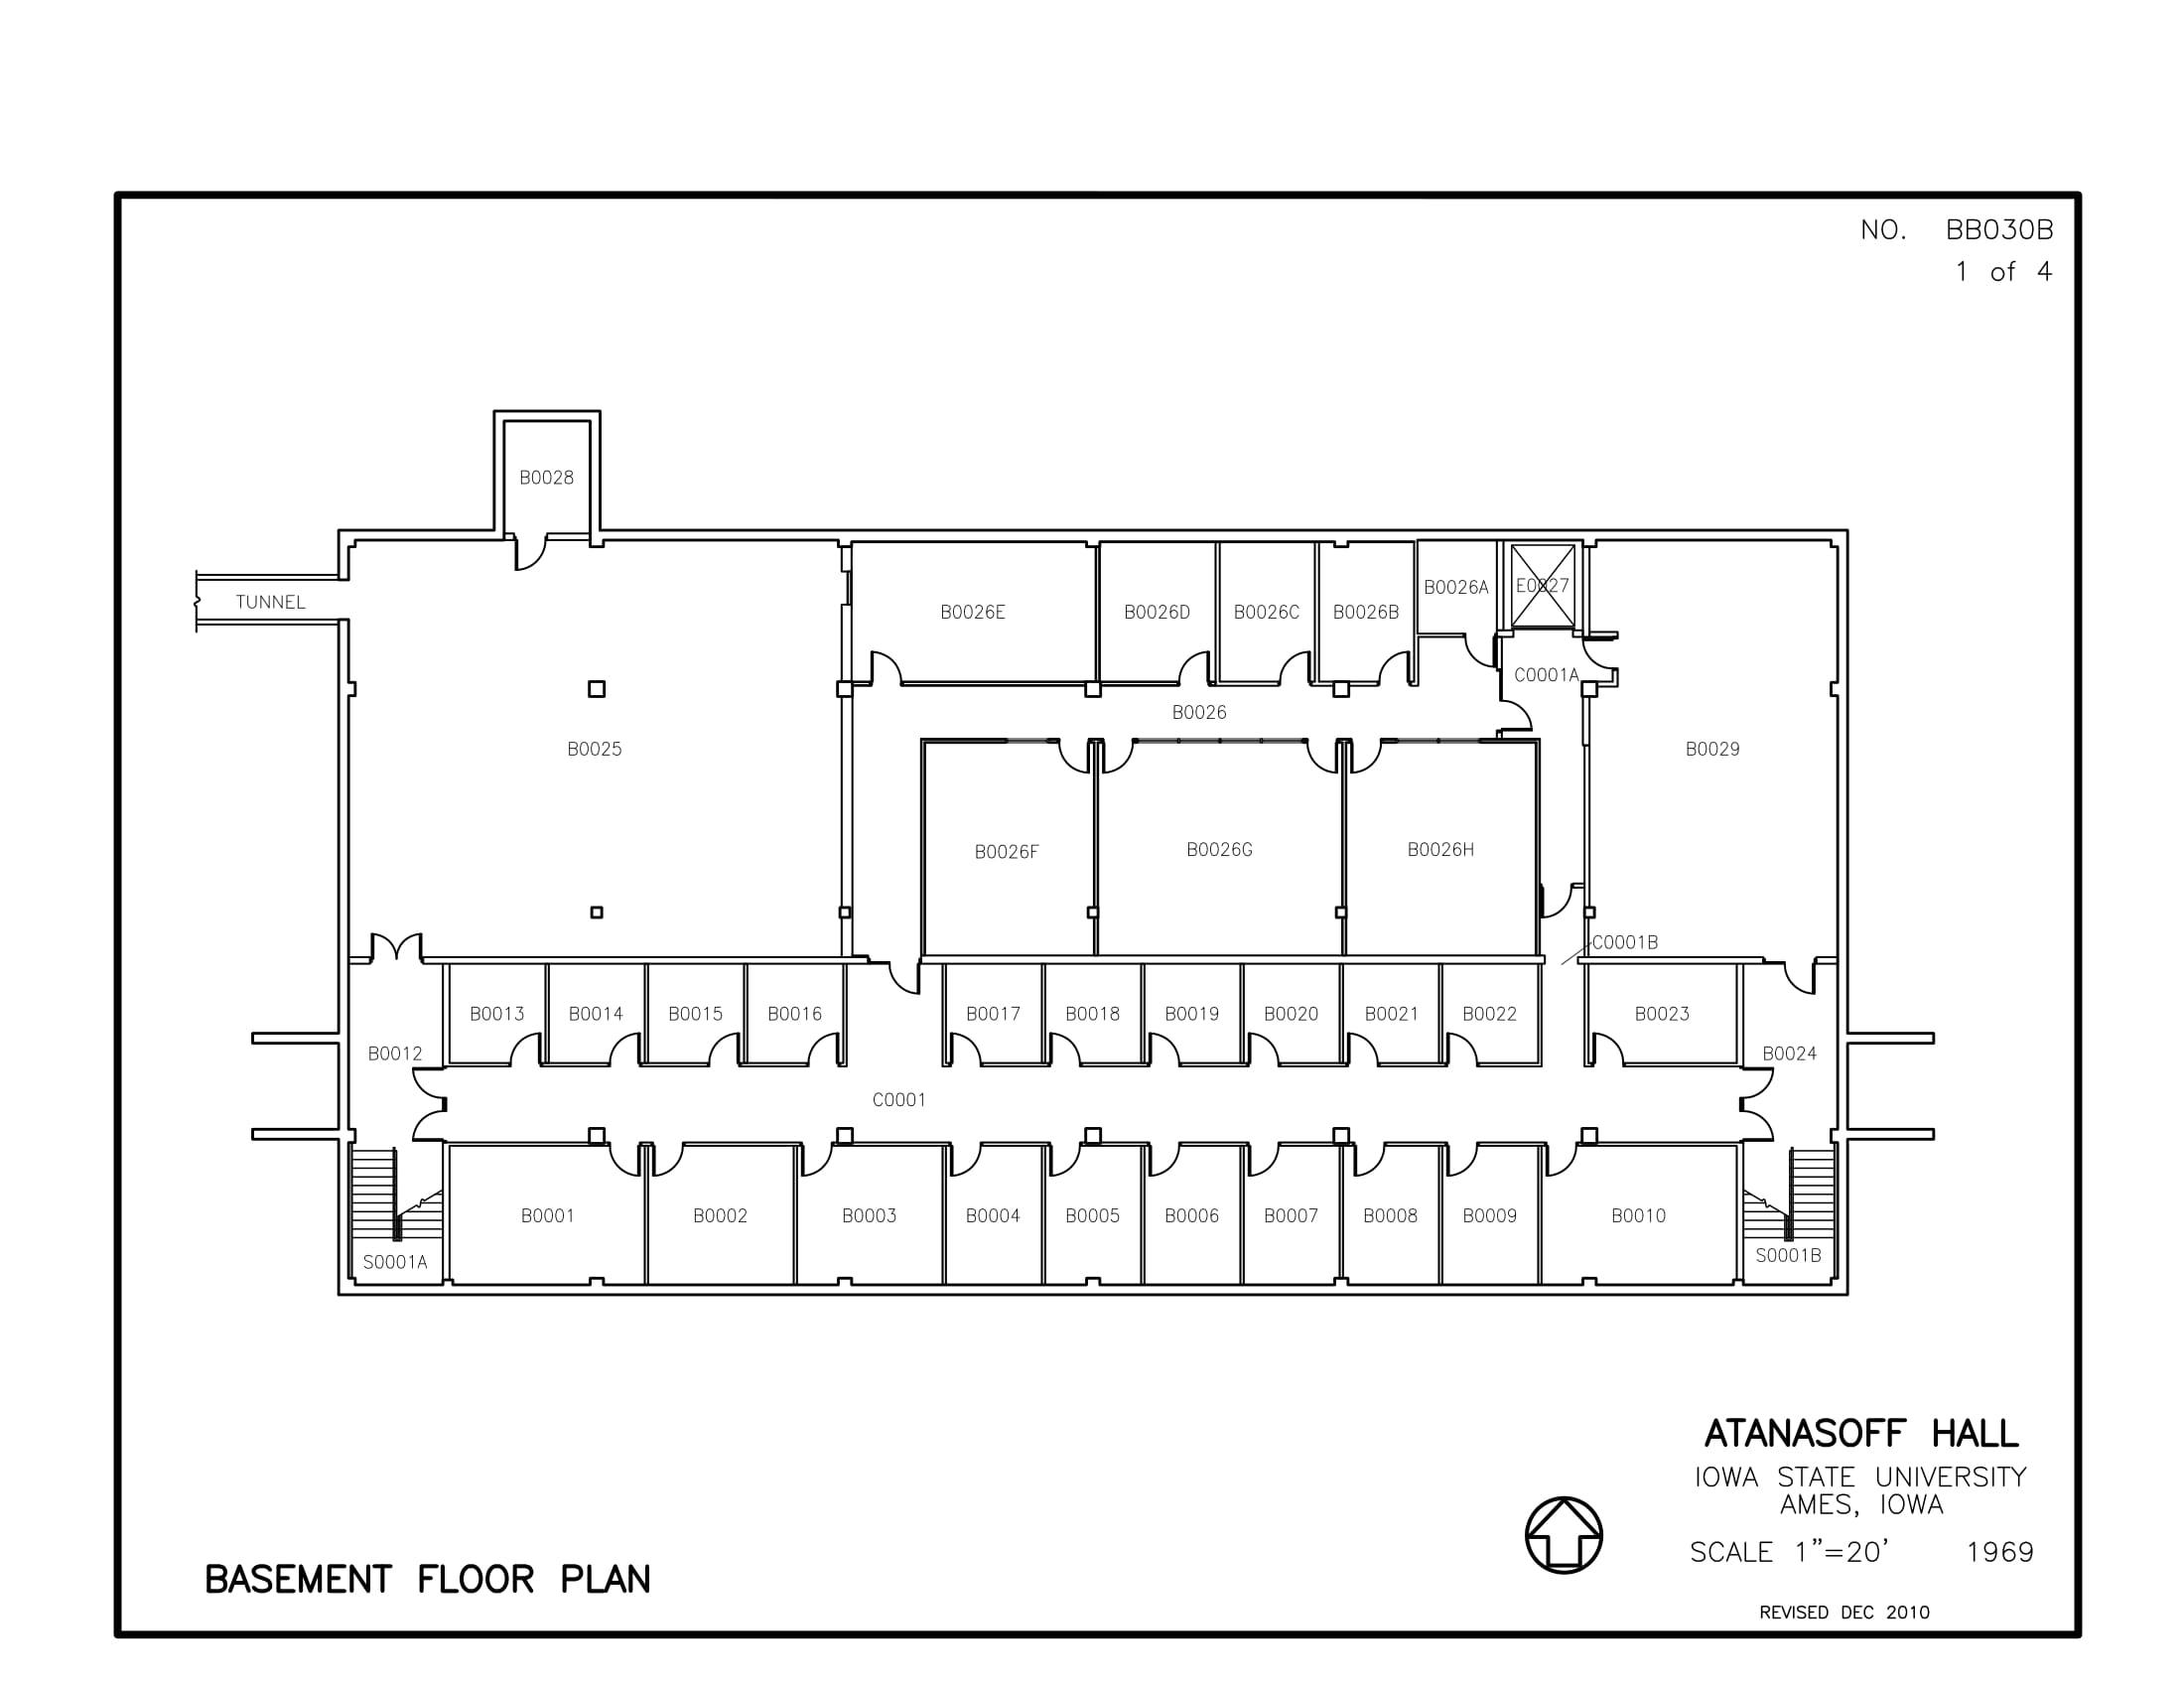 NO. BB030B
1 of 4
B0028
TUNNEL
B0026E
B0026D
B0026C
B0026B
B0026A
E0027
C0001A
B0026
B0025
B0029
B0026F
B0026G
B0026H
C0001B
B0013
B0014
B0015
B0016
B0017
B0018
B0019
B0020
B0021
B0022
B0023
B0012
B0024
C0001
B0001
B0002
B0003
B0004
B0005
B0006
B0007
B0008
B0009
B0010
S0001A
S0001B
ATANASOFF HALL
IOWA STATE UNIVERSITY
AMES, IOWA
SCALE 1"=20' 1969
BASEMENT FLOOR PLAN
REVISED DEC 2010